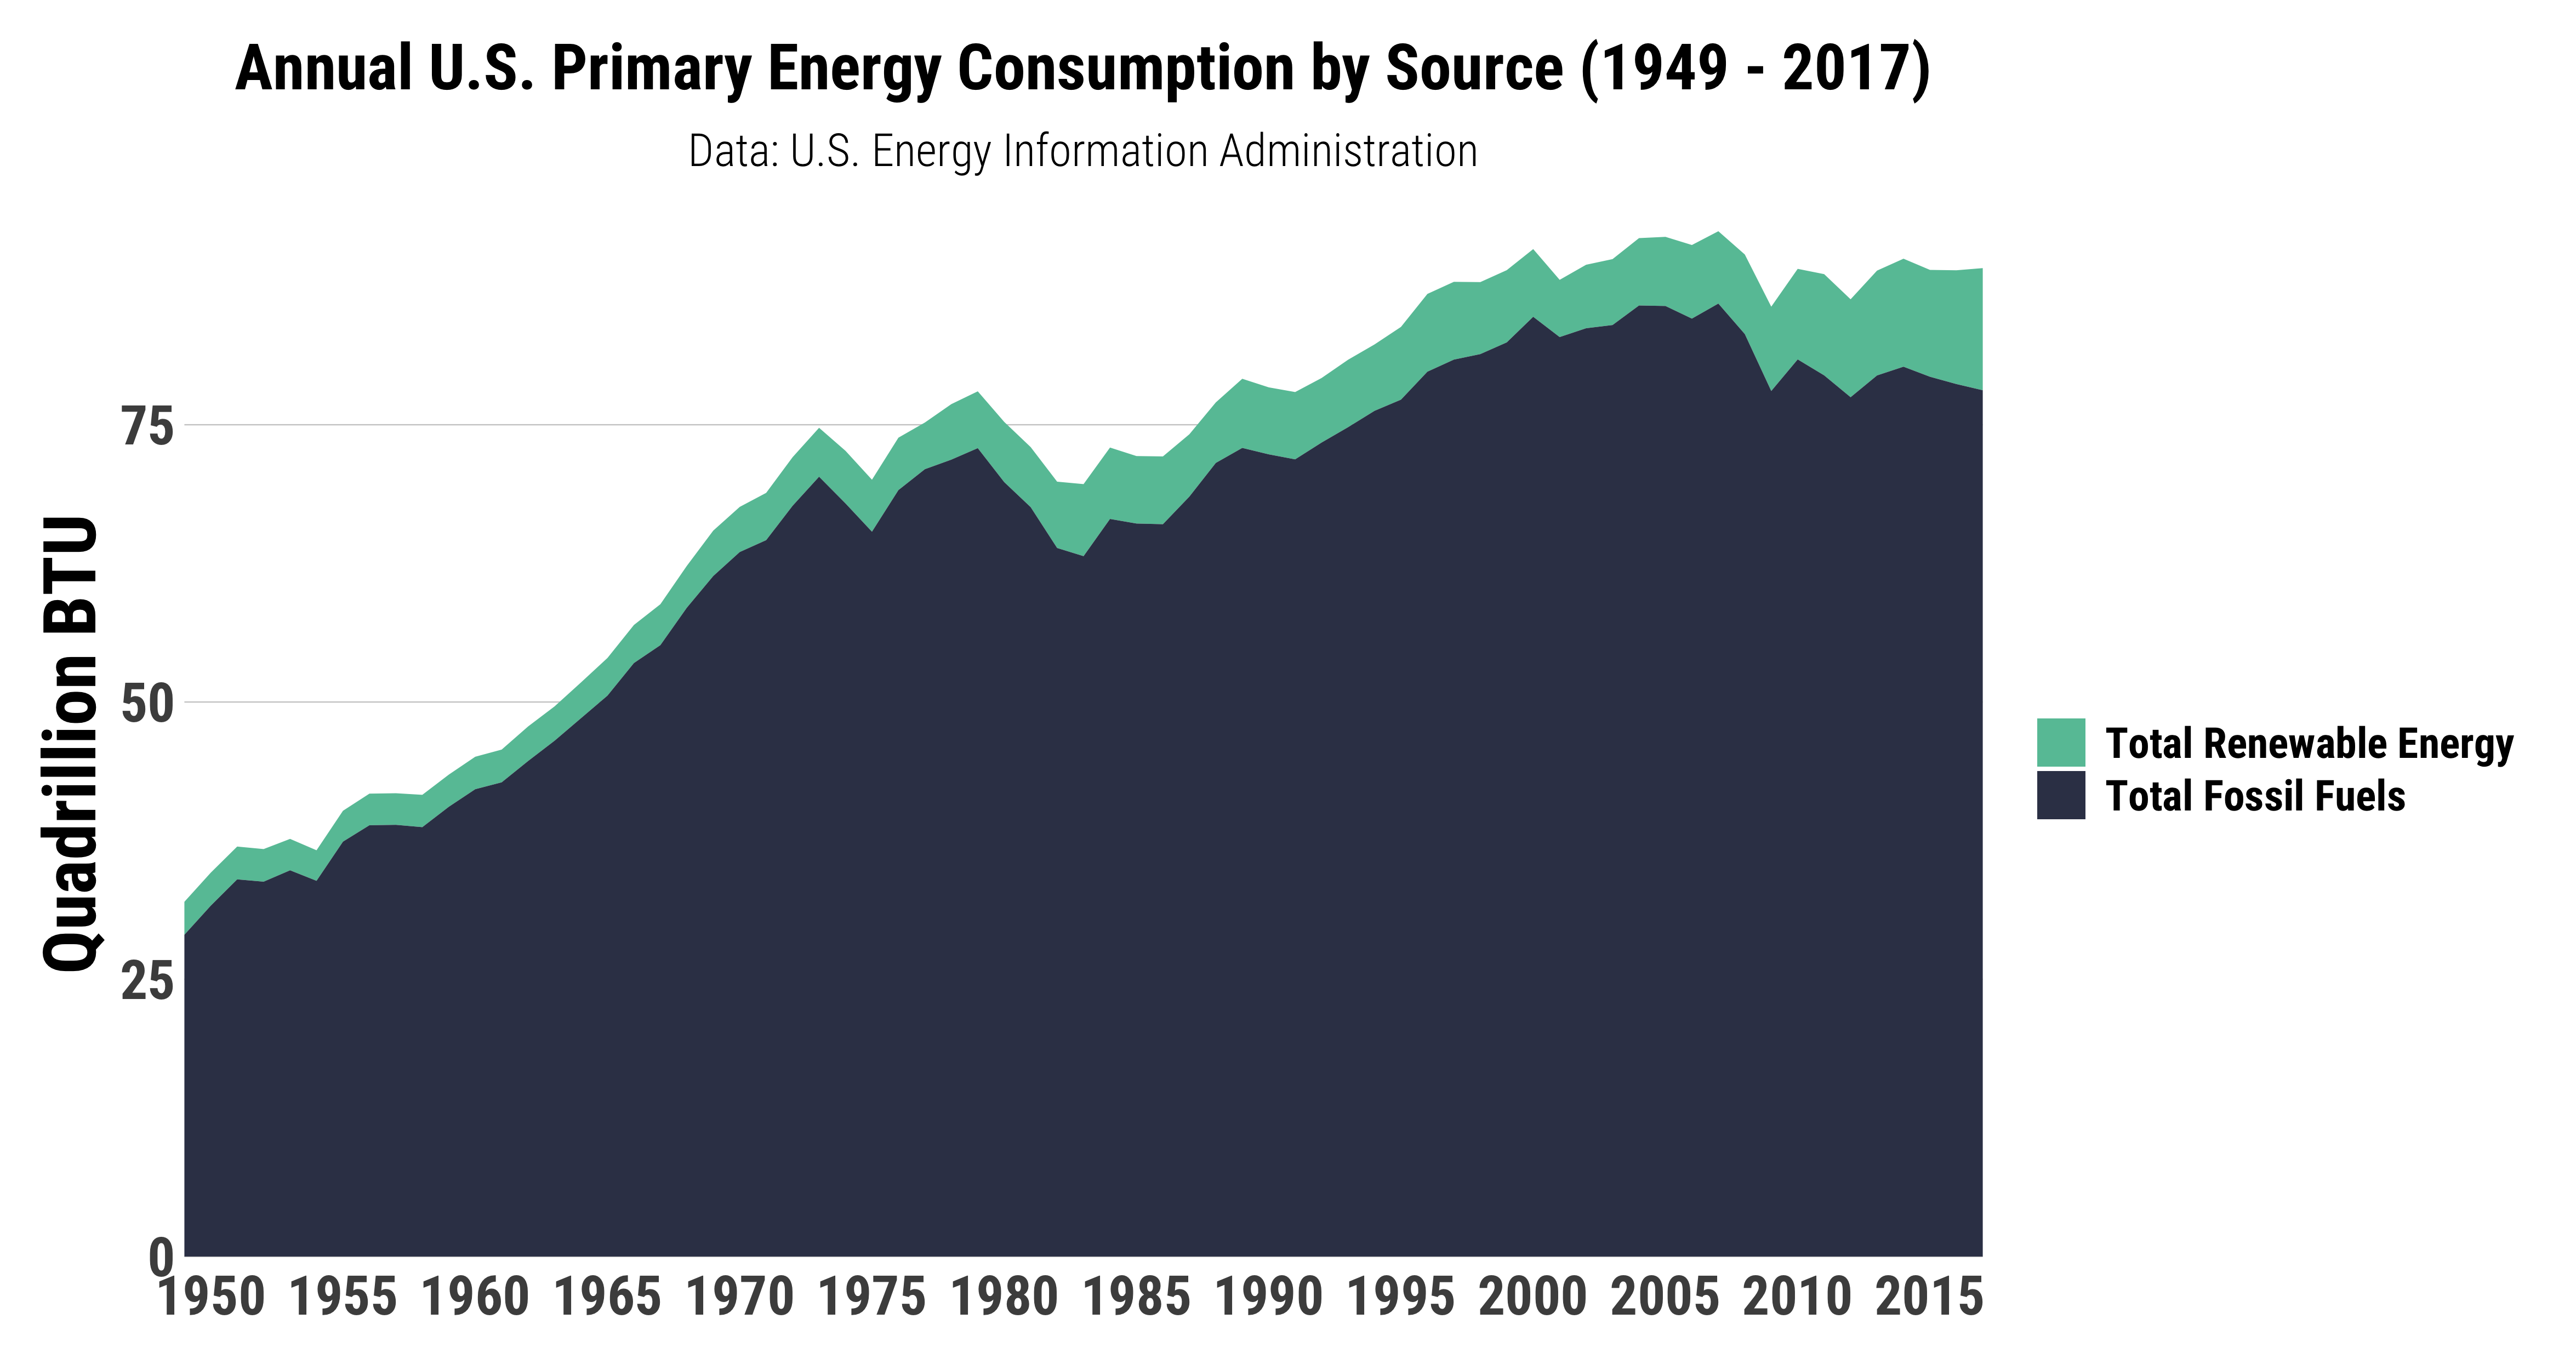 Annual U.S. Primary Energy Consumption by Source (1949 - 2017)
Data: U.S. Energy Information Administration
Quadrillion BTU
75
50
25
0
1950 1955 1960 1965 1970 1975 1980 1985 1990 1995 2000 2005 2010 2015
Total Renewable Energy
Total Fossil Fuels